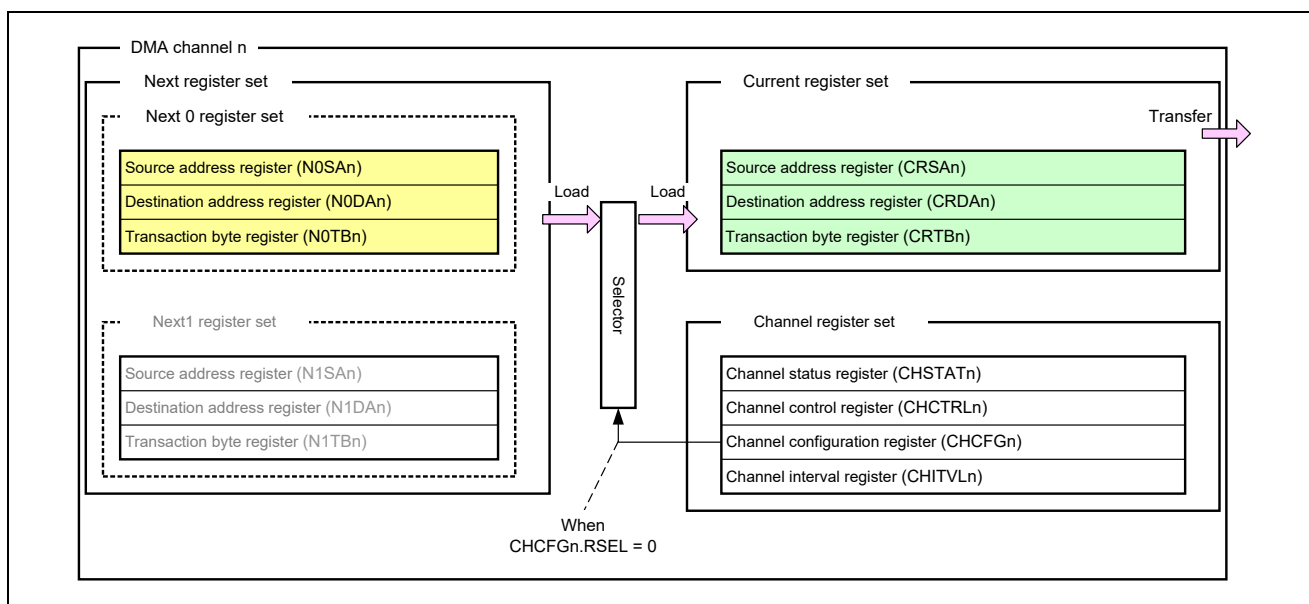 DMA channel n
Next register set
Next 0 register set
Source address register (N0SAn)
Destination address register (N0DAn)
Transaction byte register (N0TBn)
Next1 register set
Source address register (N1SAn)
Destination address register (N1DAn)
Transaction byte register (N1TBn)
Load
Selector
Load
When
CHCFGn.RSEL = 0
Current register set
Transfer
Source address register (CRSAn)
Destination address register (CRDAn)
Transaction byte register (CRTBn)
Channel register set
Channel status register (CHSTATn)
Channel control register (CHCTRLn)
Channel configuration register (CHCFGn)
Channel interval register (CHITVLn)